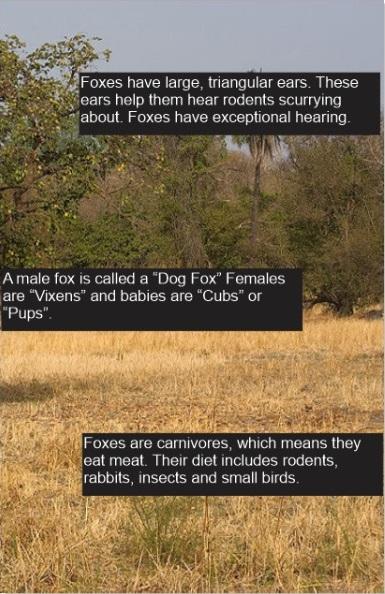 Foxes have large, triangular ears. These
ears help them hear rodents scurrying
about. Foxes have exceptional hearing.
A male fox is called a “Dog Fox” Females
are “Vixens” and babies are “Cubs” or
“Pups”.
Foxes are carnivores, which means they
eat meat. Their diet includes rodents,
rabbits, insects and small birds.